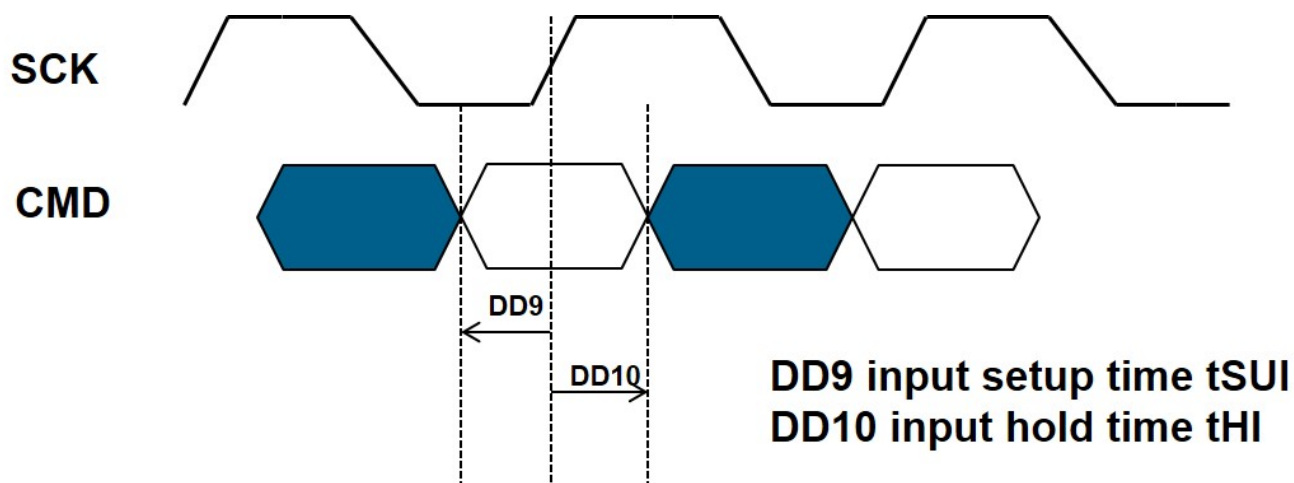 SCK
CMD
DD9
DD10
DD9 input setup time tSUI
DD10 input hold time tHI